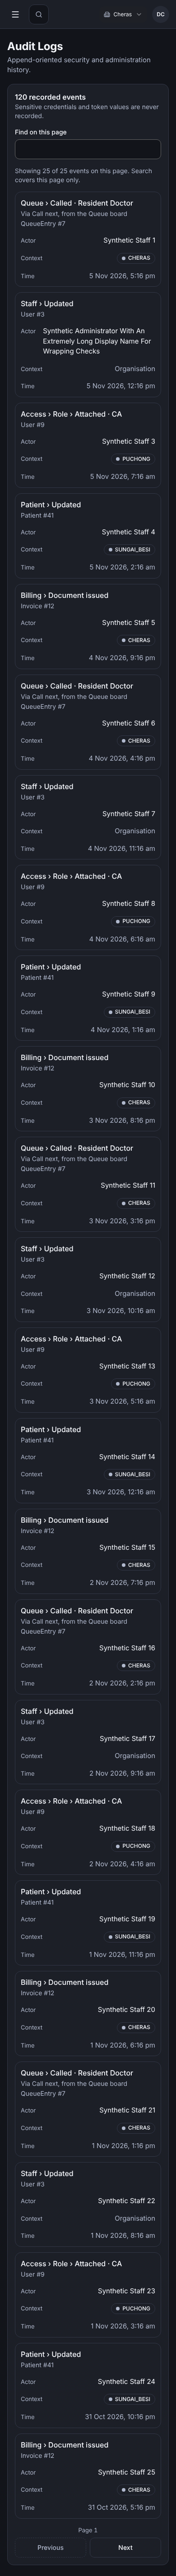 Cheras
DC
Audit Logs
Append-oriented security and administration
history.
120 recorded events
Sensitive credentials and token values are never
recorded.
Find on this page
Showing 25 of 25 events on this page. Search
covers this page only.
Queue › Called · Resident Doctor
Via Call next, from the Queue board
QueueEntry #7
Actor Synthetic Staff 1
Context CHERAS
Time 5 Nov 2026, 5:16 pm
Staff › Updated
User #3
Actor Synthetic Administrator With An
Extremely Long Display Name For
Wrapping Checks
Context Organisation
Time 5 Nov 2026, 12:16 pm
Access › Role › Attached · CA
User #9
Actor Synthetic Staff 3
Context PUCHONG
Time 5 Nov 2026, 7:16 am
Patient › Updated
Patient #41
Actor Synthetic Staff 4
Context SUNGAI_BESI
Time 5 Nov 2026, 2:16 am
Billing › Document issued
Invoice #12
Actor Synthetic Staff 5
Context CHERAS
Time 4 Nov 2026, 9:16 pm
Queue › Called · Resident Doctor
Via Call next, from the Queue board
QueueEntry #7
Actor Synthetic Staff 6
Context CHERAS
Time 4 Nov 2026, 4:16 pm
Staff › Updated
User #3
Actor Synthetic Staff 7
Context Organisation
Time 4 Nov 2026, 11:16 am
Access › Role › Attached · CA
User #9
Actor Synthetic Staff 8
Context PUCHONG
Time 4 Nov 2026, 6:16 am
Patient › Updated
Patient #41
Actor Synthetic Staff 9
Context SUNGAI_BESI
Time 4 Nov 2026, 1:16 am
Billing › Document issued
Invoice #12
Actor Synthetic Staff 10
Context CHERAS
Time 3 Nov 2026, 8:16 pm
Queue › Called · Resident Doctor
Via Call next, from the Queue board
QueueEntry #7
Actor Synthetic Staff 11
Context CHERAS
Time 3 Nov 2026, 3:16 pm
Staff › Updated
User #3
Actor Synthetic Staff 12
Context Organisation
Time 3 Nov 2026, 10:16 am
Access › Role › Attached · CA
User #9
Actor Synthetic Staff 13
Context PUCHONG
Time 3 Nov 2026, 5:16 am
Patient › Updated
Patient #41
Actor Synthetic Staff 14
Context SUNGAI_BESI
Time 3 Nov 2026, 12:16 am
Billing › Document issued
Invoice #12
Actor Synthetic Staff 15
Context CHERAS
Time 2 Nov 2026, 7:16 pm
Queue › Called · Resident Doctor
Via Call next, from the Queue board
QueueEntry #7
Actor Synthetic Staff 16
Context CHERAS
Time 2 Nov 2026, 2:16 pm
Staff › Updated
User #3
Actor Synthetic Staff 17
Context Organisation
Time 2 Nov 2026, 9:16 am
Access › Role › Attached · CA
User #9
Actor Synthetic Staff 18
Context PUCHONG
Time 2 Nov 2026, 4:16 am
Patient › Updated
Patient #41
Actor Synthetic Staff 19
Context SUNGAI_BESI
Time 1 Nov 2026, 11:16 pm
Billing › Document issued
Invoice #12
Actor Synthetic Staff 20
Context CHERAS
Time 1 Nov 2026, 6:16 pm
Queue › Called · Resident Doctor
Via Call next, from the Queue board
QueueEntry #7
Actor Synthetic Staff 21
Context CHERAS
Time 1 Nov 2026, 1:16 pm
Staff › Updated
User #3
Actor Synthetic Staff 22
Context Organisation
Time 1 Nov 2026, 8:16 am
Access › Role › Attached · CA
User #9
Actor Synthetic Staff 23
Context PUCHONG
Time 1 Nov 2026, 3:16 am
Patient › Updated
Patient #41
Actor Synthetic Staff 24
Context SUNGAI_BESI
Time 31 Oct 2026, 10:16 pm
Billing › Document issued
Invoice #12
Actor Synthetic Staff 25
Context CHERAS
Time 31 Oct 2026, 5:16 pm
Page 1
Previous
Next